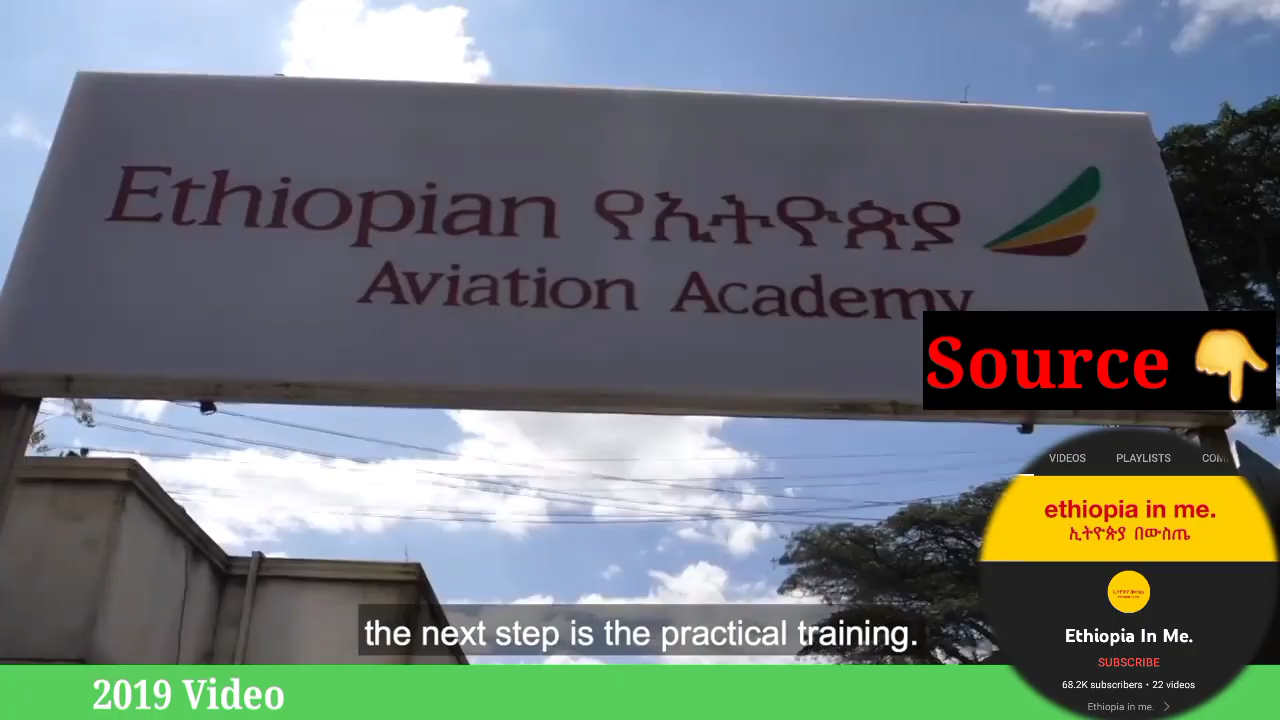 Ethiopian የኢትዮጵያ
Aviation Academy
Source 👇
VIDEOS PLAYLISTS COM
ethiopia in me.
ኢትዮጵያ በውስጤ
Ethiopia In Me.
SUBSCRIBE
68.2K subscribers • 22 videos
Ethiopia in me. >
the next step is the practical training.
2019 Video